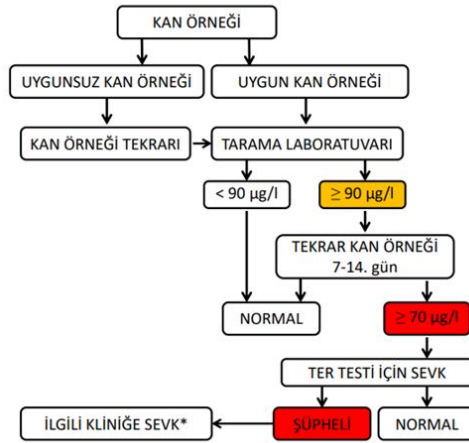 KAN ÖRNEĞİ
UYGUNSUZ KAN ÖRNEĞİ
UYGUN KAN ÖRNEĞİ
KAN ÖRNEĞİ TEKRARI
TARAMA LABORATUVARI
< 90 µg/l
≥ 90 µg/l
TEKRAR KAN ÖRNEĞİ
7-14. gün
NORMAL
≥ 70 µg/l
TER TESTİ İÇİN SEVK
İLGİLİ KLİNİĞE SEVK*
ŞÜPHELİ
NORMAL